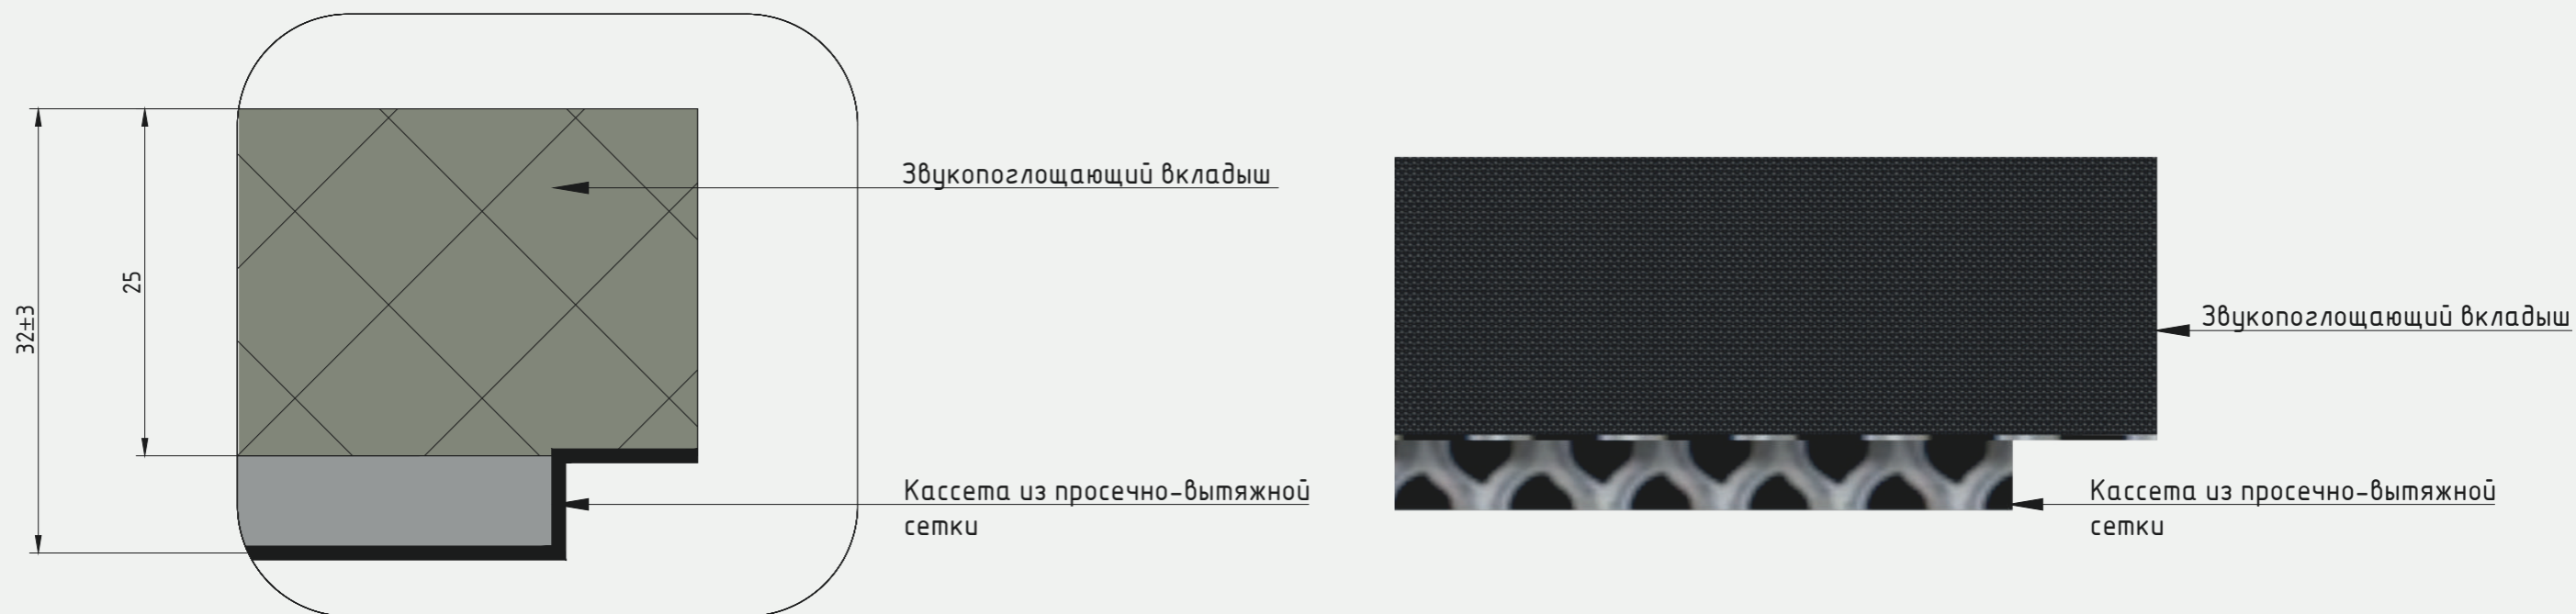 Звукопоглощающий вкладыш
25
32±3
Кассета из просечно-вытяжной
сетки
Звукопоглощающий вкладыш
Кассета из просечно-вытяжной
сетки